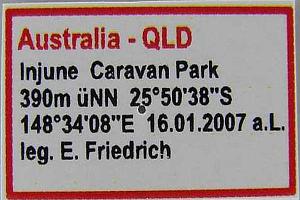 Australia - QLD
Injune Caravan Park
390m üNN 25°50'38"S
148°34'08"E 16.01.2007 a.L.
leg. E. Friedrich